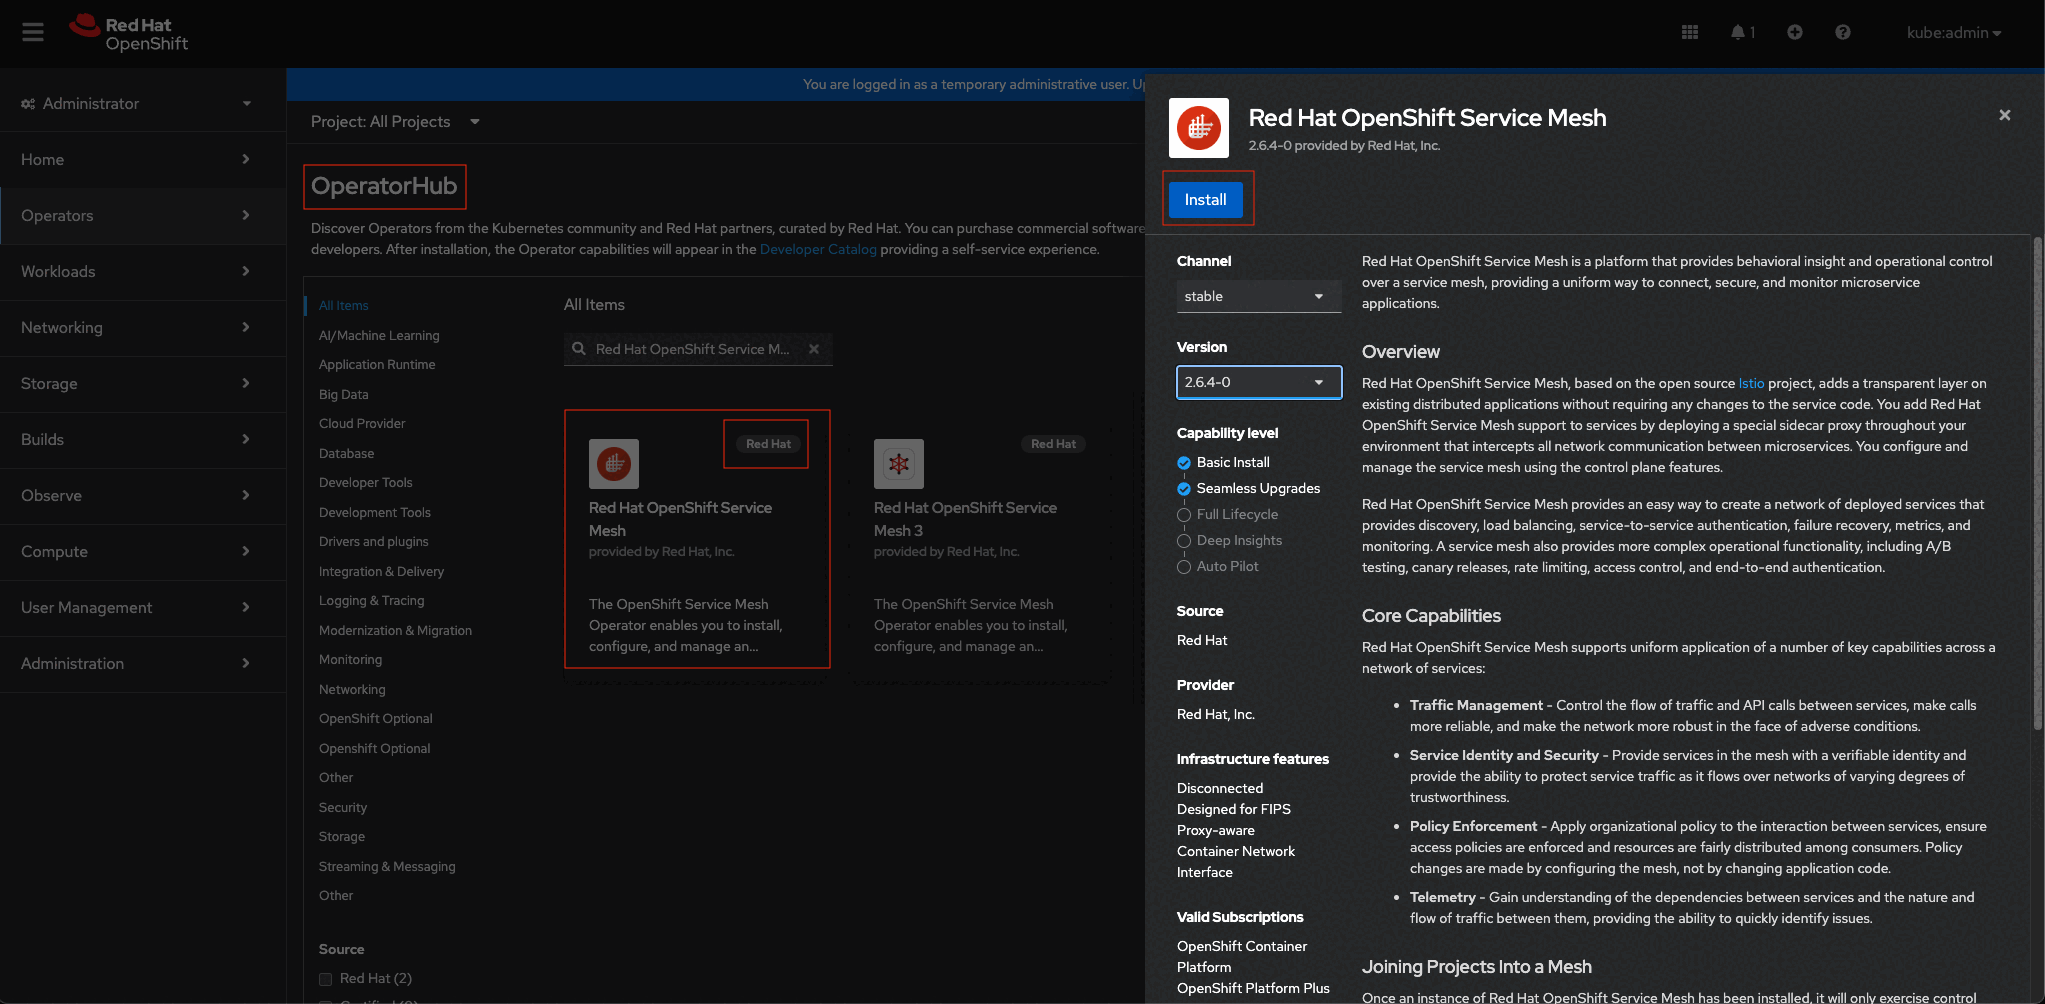 Red Hat
OpenShift
1
kube:admin
Administrator
Home
Operators
Workloads
Networking
Storage
Builds
Observe
Compute
User Management
Administration
You are logged in as a temporary administrative user. Up
Project: All Projects
OperatorHub
Discover Operators from the Kubernetes community and Red Hat partners, curated by Red Hat. You can purchase commercial software
developers. After installation, the Operator capabilities will appear in the Developer Catalog providing a self-service experience.
All Items
AI/Machine Learning
Application Runtime
Big Data
Cloud Provider
Database
Developer Tools
Development Tools
Drivers and plugins
Integration & Delivery
Logging & Tracing
Modernization & Migration
Monitoring
Networking
OpenShift Optional
Openshift Optional
Other
Security
Storage
Streaming & Messaging
Other
Source
Red Hat (2)
All Items
Red Hat OpenShift Service M...
Red Hat
Red Hat OpenShift Service
Mesh
provided by Red Hat, Inc.
The OpenShift Service Mesh
Operator enables you to install,
configure, and manage an...
Red Hat
Red Hat OpenShift Service
Mesh 3
provided by Red Hat, Inc.
The OpenShift Service Mesh
Operator enables you to install,
configure, and manage an...
Red Hat OpenShift Service Mesh
2.6.4-0 provided by Red Hat, Inc.
Install
Channel
stable
Version
2.6.4-0
Capability level
Basic Install
Seamless Upgrades
Full Lifecycle
Deep Insights
Auto Pilot
Source
Red Hat
Provider
Red Hat, Inc.
Infrastructure features
Disconnected
Designed for FIPS
Proxy-aware
Container Network
Interface
Valid Subscriptions
OpenShift Container
Platform
OpenShift Platform Plus
Red Hat OpenShift Service Mesh is a platform that provides behavioral insight and operational control
over a service mesh, providing a uniform way to connect, secure, and monitor microservice
applications.
Overview
Red Hat OpenShift Service Mesh, based on the open source Istio project, adds a transparent layer on
existing distributed applications without requiring any changes to the service code. You add Red Hat
OpenShift Service Mesh support to services by deploying a special sidecar proxy throughout your
environment that intercepts all network communication between microservices. You configure and
manage the service mesh using the control plane features.
Red Hat OpenShift Service Mesh provides an easy way to create a network of deployed services that
provides discovery, load balancing, service-to-service authentication, failure recovery, metrics, and
monitoring. A service mesh also provides more complex operational functionality, including A/B
testing, canary releases, rate limiting, access control, and end-to-end authentication.
Core Capabilities
Red Hat OpenShift Service Mesh supports uniform application of a number of key capabilities across a
network of services:
• Traffic Management - Control the flow of traffic and API calls between services, make calls
more reliable, and make the network more robust in the face of adverse conditions.
• Service Identity and Security - Provide services in the mesh with a verifiable identity and
provide the ability to protect service traffic as it flows over networks of varying degrees of
trustworthiness.
• Policy Enforcement - Apply organizational policy to the interaction between services, ensure
access policies are enforced and resources are fairly distributed among consumers. Policy
changes are made by configuring the mesh, not by changing application code.
• Telemetry - Gain understanding of the dependencies between services and the nature and
flow of traffic between them, providing the ability to quickly identify issues.
Joining Projects Into a Mesh
Once an instance of Red Hat OpenShift Service Mesh has been installed, it will only exercise control